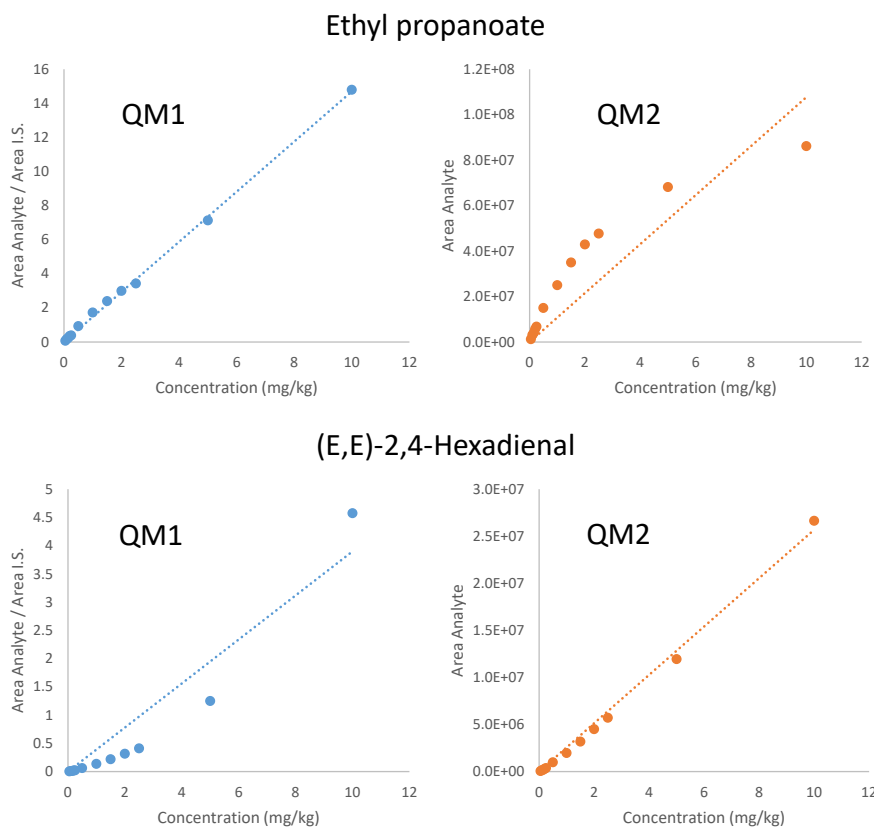 Ethyl propanoate
QM1
Area Analyte / Area I.S.
16
14
12
10
8
6
4
2
0
0 2 4 6 8 10 12
Concentration (mg/kg)
QM2
Area Analyte
1.2E+08
1.0E+08
8.0E+07
6.0E+07
4.0E+07
2.0E+07
0.0E+00
0 2 4 6 8 10 12
Concentration (mg/kg)
(E,E)-2,4-Hexadienal
QM1
Area Analyte / Area I.S.
5
4.5
4
3.5
3
2.5
2
1.5
1
0.5
0
0 2 4 6 8 10 12
Concentration (mg/kg)
QM2
Area Analyte
3.0E+07
2.5E+07
2.0E+07
1.5E+07
1.0E+07
5.0E+06
0.0E+00
0 2 4 6 8 10 12
Concentration (mg/kg)